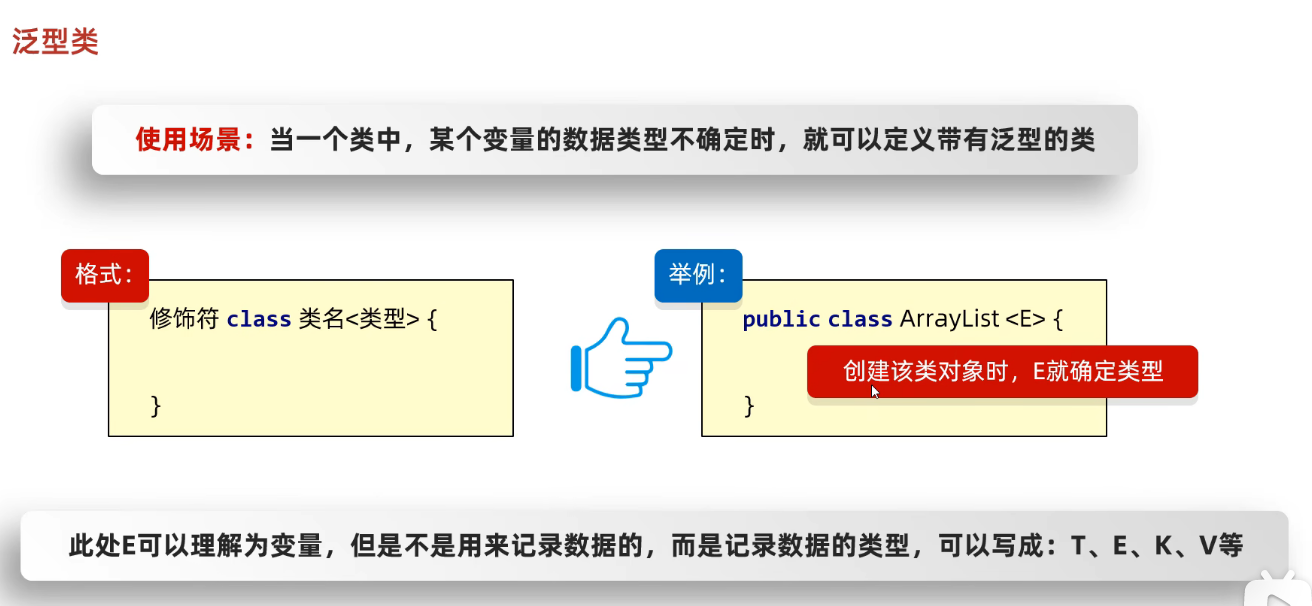 泛型类
使用场景：当一个类中，某个变量的数据类型不确定时，就可以定义带有泛型的类
格式：
修饰符 class 类名<类型> {
}
举例：
public class ArrayList <E> {
创建该类对象时，E就确定类型
}
此处E可以理解为变量，但是不是用来记录数据的，而是记录数据的类型，可以写成：T、E、K、V等